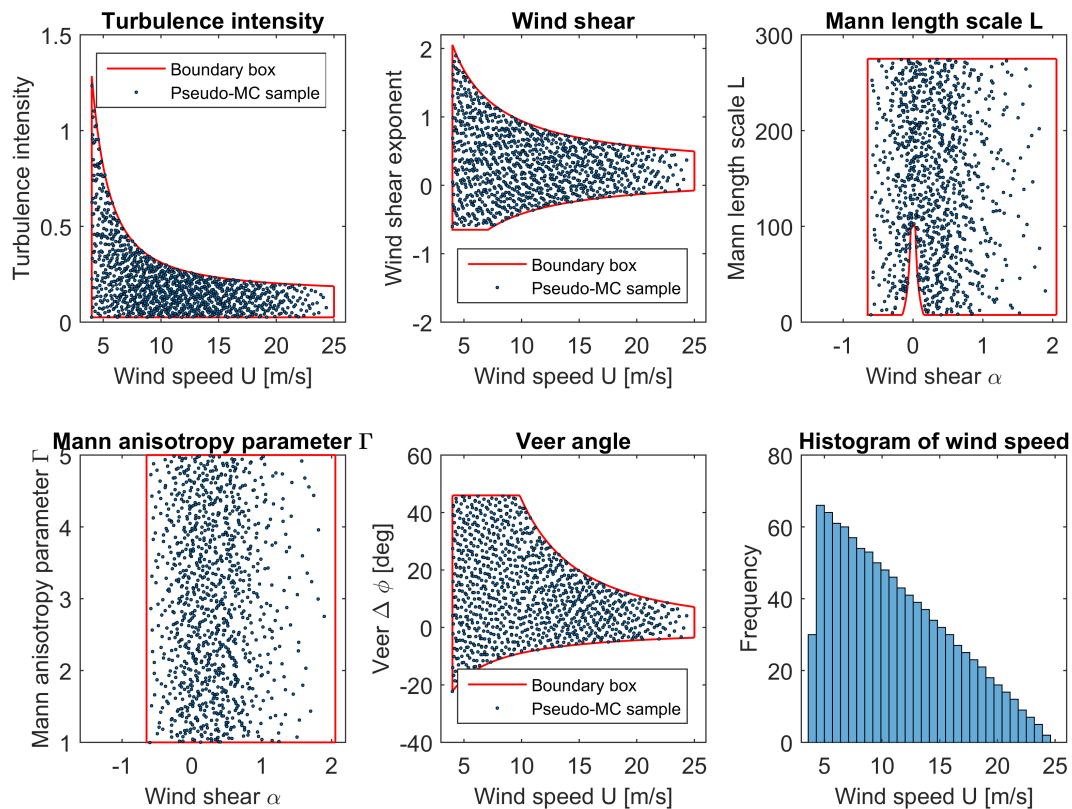 Turbulence intensity
Turbulence intensity
1.5
1
0.5
0
Boundary box
Pseudo-MC sample
5 10 15 20 25
Wind speed U [m/s]
Wind shear
Wind shear exponent
2
1
0
-1
-2
Boundary box
Pseudo-MC sample
5 10 15 20 25
Wind speed U [m/s]
Mann length scale L
Mann length scale L
300
200
100
0
-1 0 1 2
Wind shear α
Mann anisotropy parameter Γ
Mann anisotropy parameter Γ
5
4
3
2
1
-1 0 1 2
Wind shear α
Veer angle
Veer Δ ϕ [deg]
60
40
20
0
-20
-40
Boundary box
Pseudo-MC sample
5 10 15 20 25
Wind speed U [m/s]
Histogram of wind speed
Frequency
80
60
40
20
0
5 10 15 20 25
Wind speed U [m/s]